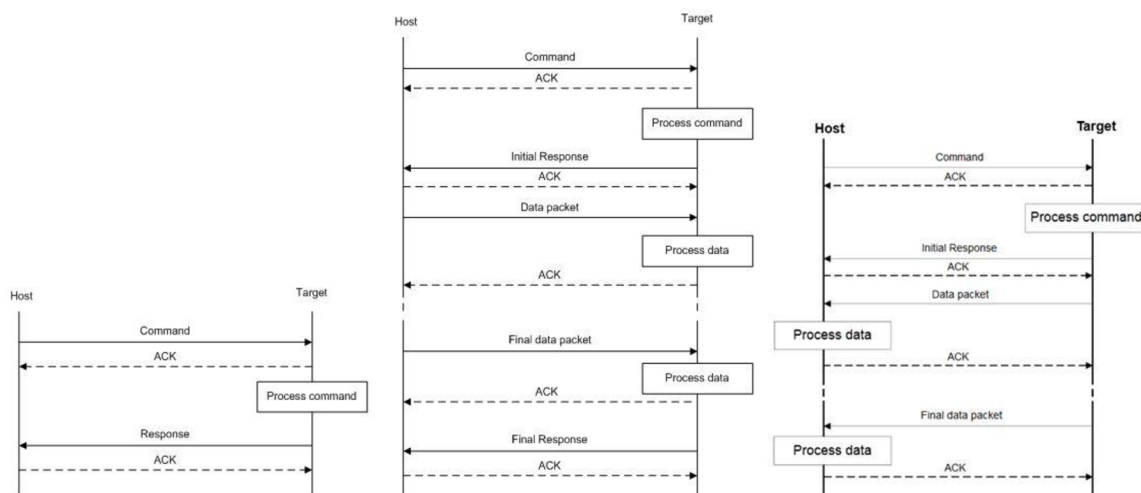 Host
Target
Command
ACK
Process command
Response
ACK
Host
Target
Command
ACK
Process command
Initial Response
ACK
Data packet
Process data
ACK
Final data packet
Process data
ACK
Final Response
ACK
Host
Target
Command
ACK
Process command
Initial Response
ACK
Data packet
Process data
ACK
Final data packet
Process data
ACK